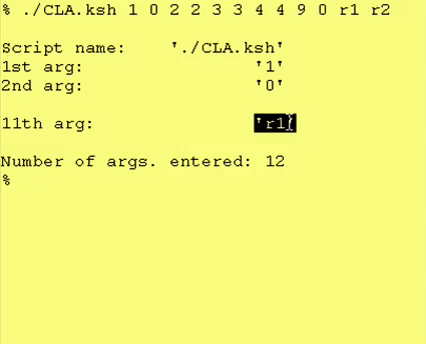 % ./CLA.ksh 1 0 2 2 3 3 4 4 9 0 r1 r2
Script name: './CLA.ksh'
1st arg: '1'
2nd arg: '0'
11th arg: 'r1'
Number of args. entered: 12
%